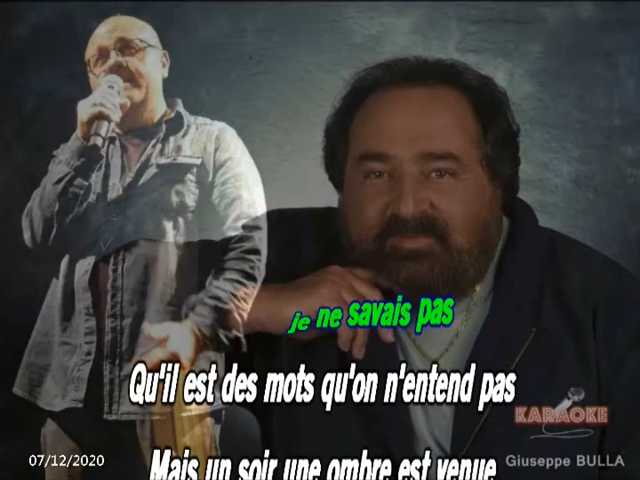 je ne savais pas
Qu'il est des mots qu'on n'entend pas
KARAOKE
07/12/2020
Mais un soir une ombre est venue
Giuseppe BULLA